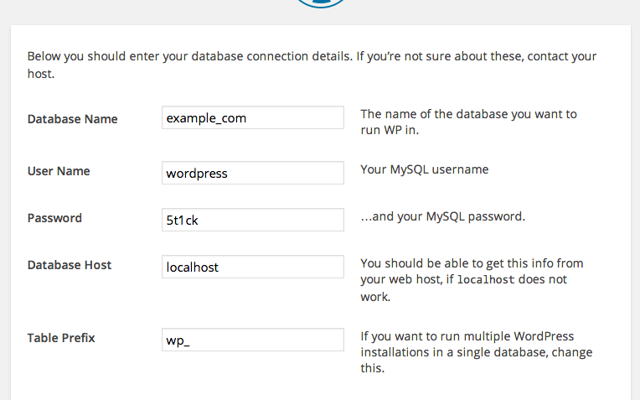 Below you should enter your database connection details. If you’re not sure about these, contact your
host.
Database Name
example_com
The name of the database you want to
run WP in.
User Name
wordpress
Your MySQL username
Password
5t1ck
…and your MySQL password.
Database Host
localhost
You should be able to get this info from
your web host, if localhost does not
work.
Table Prefix
wp_
If you want to run multiple WordPress
installations in a single database, change
this.